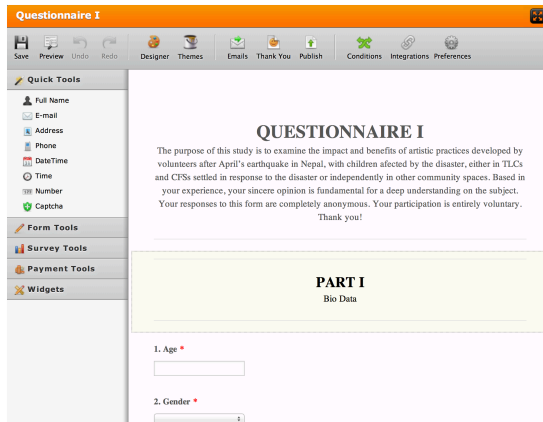 Questionnaire I
Save Preview Undo Redo Designer Themes Emails Thank You Publish Conditions Integrations Preferences
Quick Tools
Full Name
E-mail
Address
Phone
DateTime
Time
Number
Captcha
Form Tools
Survey Tools
Payment Tools
Widgets
QUESTIONNAIRE I
The purpose of this study is to examine the impact and benefits of artistic practices developed by
volunteers after April's earthquake in Nepal, with children afected by the disaster, either in TLCs
and CFSs settled in response to the disaster or independently in other community spaces. Based in
your experience, your sincere opinion is fundamental for a deep understanding on the subject.
Your responses to this form are completely anonymous. Your participation is entirely voluntary.
Thank you!
PART I
Bio Data
1. Age *
2. Gender *